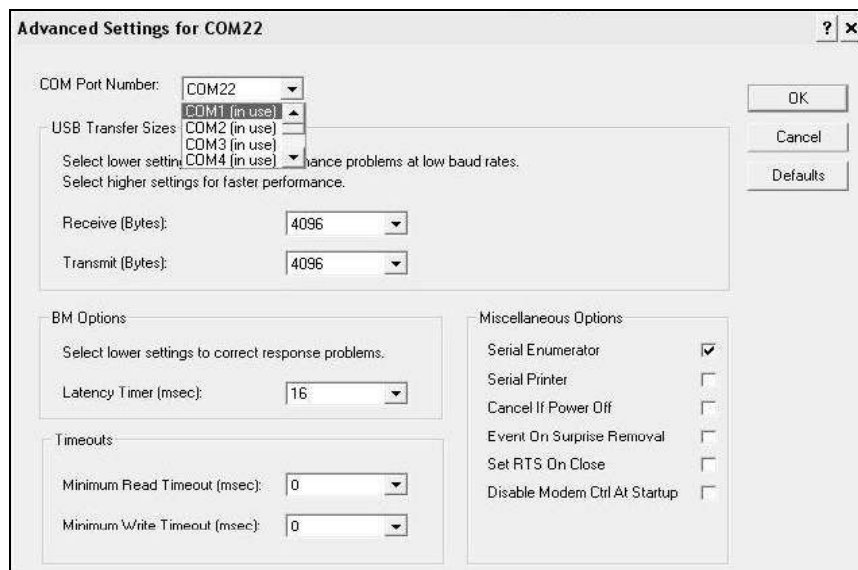 Advanced Settings for COM22
? ×
COM Port Number: COM22
COM1 (in use)
COM2 (in use)
COM3 (in use)
COM4 (in use)
OK
Cancel
Defaults
USB Transfer Sizes
Select lower mance problems at low baud rates.
Select higher settings for faster performance.
Receive (Bytes): 4096
Transmit (Bytes): 4096
BM Options
Select lower settings to correct response problems.
Latency Timer (msec): 16
Timeouts
Minimum Read Timeout (msec): 0
Minimum Write Timeout (msec): 0
Miscellaneous Options
Serial Enumerator
Serial Printer
Cancel If Power Off
Event On Surprise Removal
Set RTS On Close
Disable Modem Ctrl At Startup